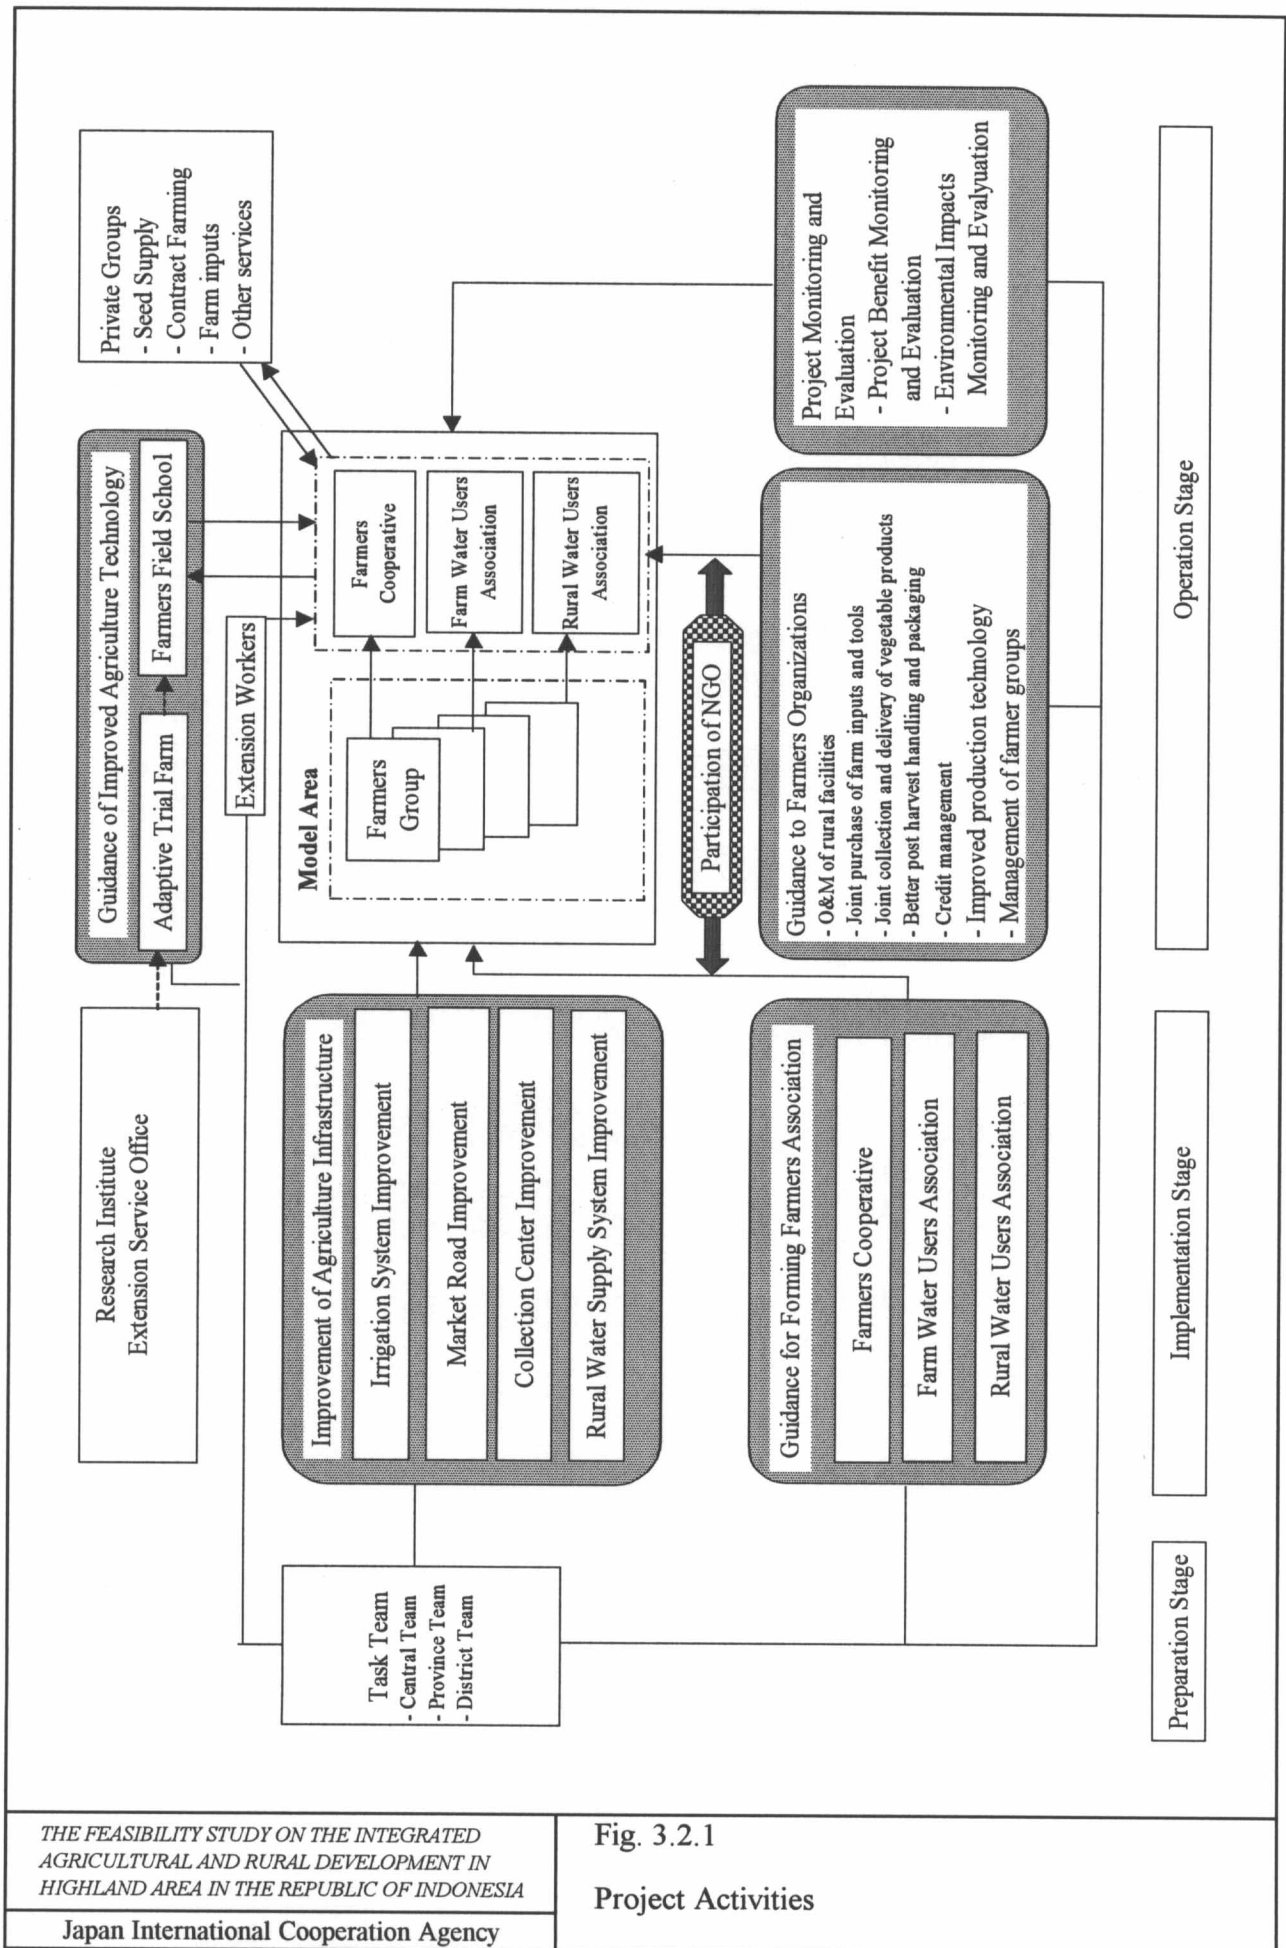 Research Institute
Extension Service Office
Guidance of Improved Agriculture Technology
Adaptive Trial Farm
Farmers Field School
Private Groups
- Seed Supply
- Contract Farming
- Farm inputs
- Other services
Extension Workers
Task Team
- Central Team
- Province Team
- District Team
Improvement of Agriculture Infrastructure
Irrigation System Improvement
Market Road Improvement
Collection Center Improvement
Rural Water Supply System Improvement
Model Area
Farmers
Group
Farmers
Cooperative
Farm Water Users
Association
Rural Water Users
Association
Participation of NGO
Guidance for Forming Farmers Association
Farmers Cooperative
Farm Water Users Association
Rural Water Users Association
Guidance to Farmers Organizations
- O&M of rural facilities
- Joint purchase of farm inputs and tools
- Joint collection and delivery of vegetable products
- Better post harvest handling and packaging
- Credit management
- Improved production technology
- Management of farmer groups
Project Monitoring and
Evaluation
- Project Benefit Monitoring
and Evaluation
- Environmental Impacts
Monitoring and Evalyuation
Preparation Stage
Implementation Stage
Operation Stage
THE FEASIBILITY STUDY ON THE INTEGRATED
AGRICULTURAL AND RURAL DEVELOPMENT IN
HIGHLAND AREA IN THE REPUBLIC OF INDONESIA
Japan International Cooperation Agency
Fig. 3.2.1
Project Activities